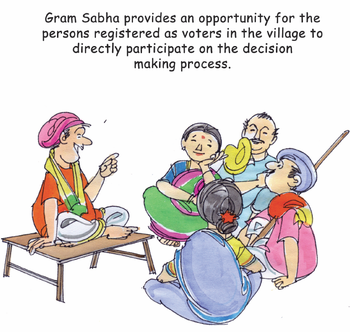 Gram Sabha provides an opportunity for the
persons registered as voters in the village to
directly participate on the decision
making process.